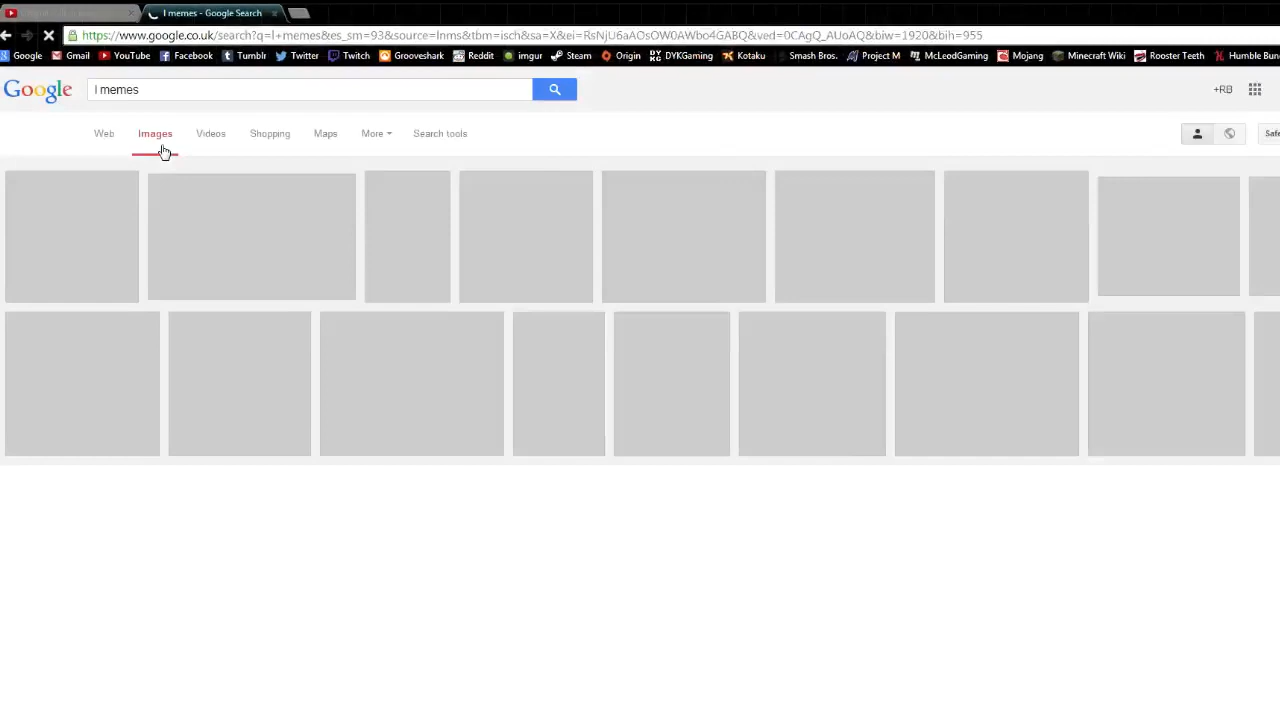 l memes - Google Search
https://www.google.co.uk/search?q=l+memes&es_sm=93&source=lnms&tbm=isch&sa=X&ei=RsNjU6aAOsOW0AWbo4GABQ&ved=0CAgQ_AUoAQ&biw=1920&bih=955
Google Gmail YouTube Facebook Tumblr Twitter Twitch Grooveshark Reddit imgur Steam Origin DYKGaming Kotaku Smash Bros. Project M McLeodGaming Mojang Minecraft Wiki Rooster Teeth Humble Bun
Google l memes +RB
Web Images Videos Shopping Maps More Search tools Safe